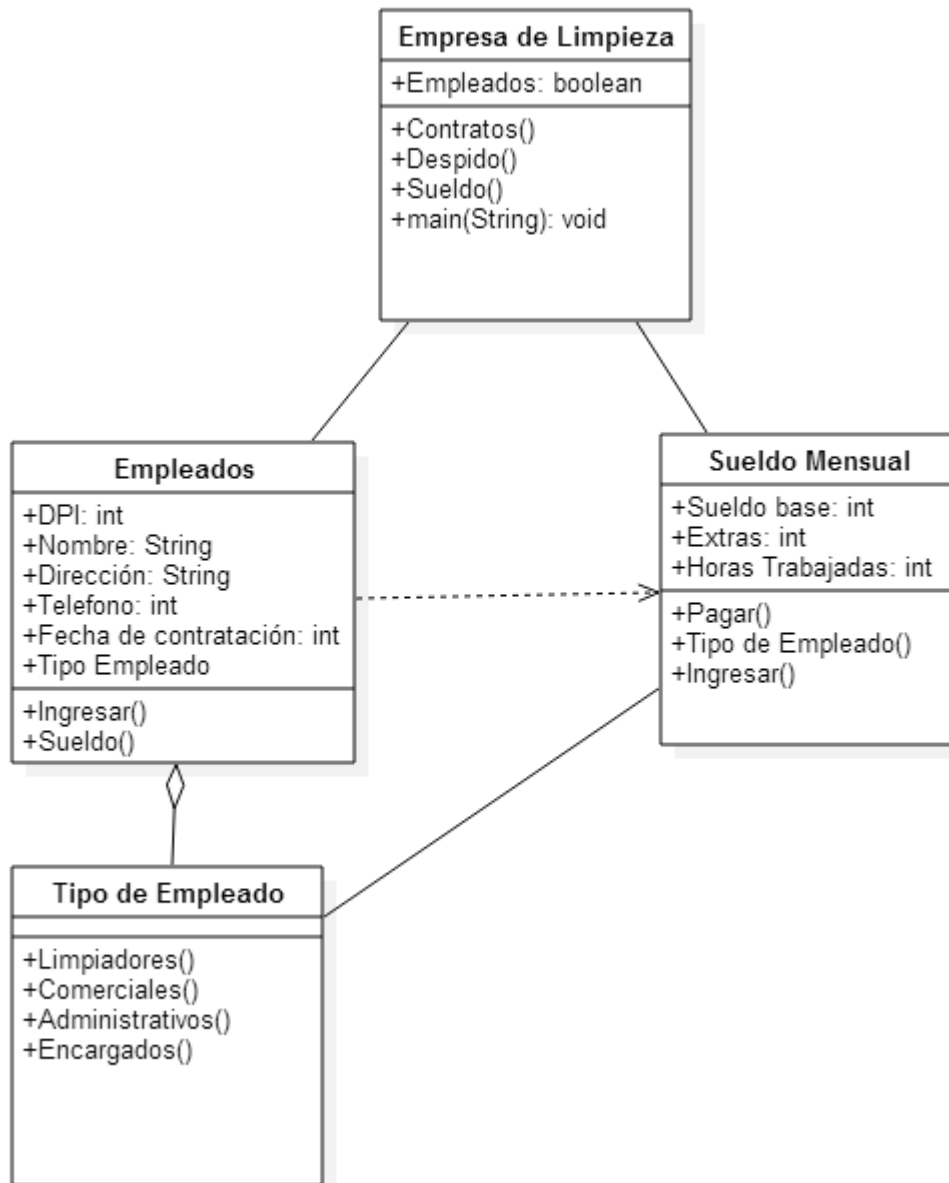 Empresa de Limpieza
+Empleados: boolean
+Contratos()
+Despido()
+Sueldo()
+main(String): void
Empleados
+DPI: int
+Nombre: String
+Dirección: String
+Telefono: int
+Fecha de contratación: int
+Tipo Empleado
+Ingresar()
+Sueldo()
Sueldo Mensual
+Sueldo base: int
+Extras: int
+Horas Trabajadas: int
+Pagar()
+Tipo de Empleado()
+Ingresar()
Tipo de Empleado
+Limpiadores()
+Comerciales()
+Administrativos()
+Encargados()